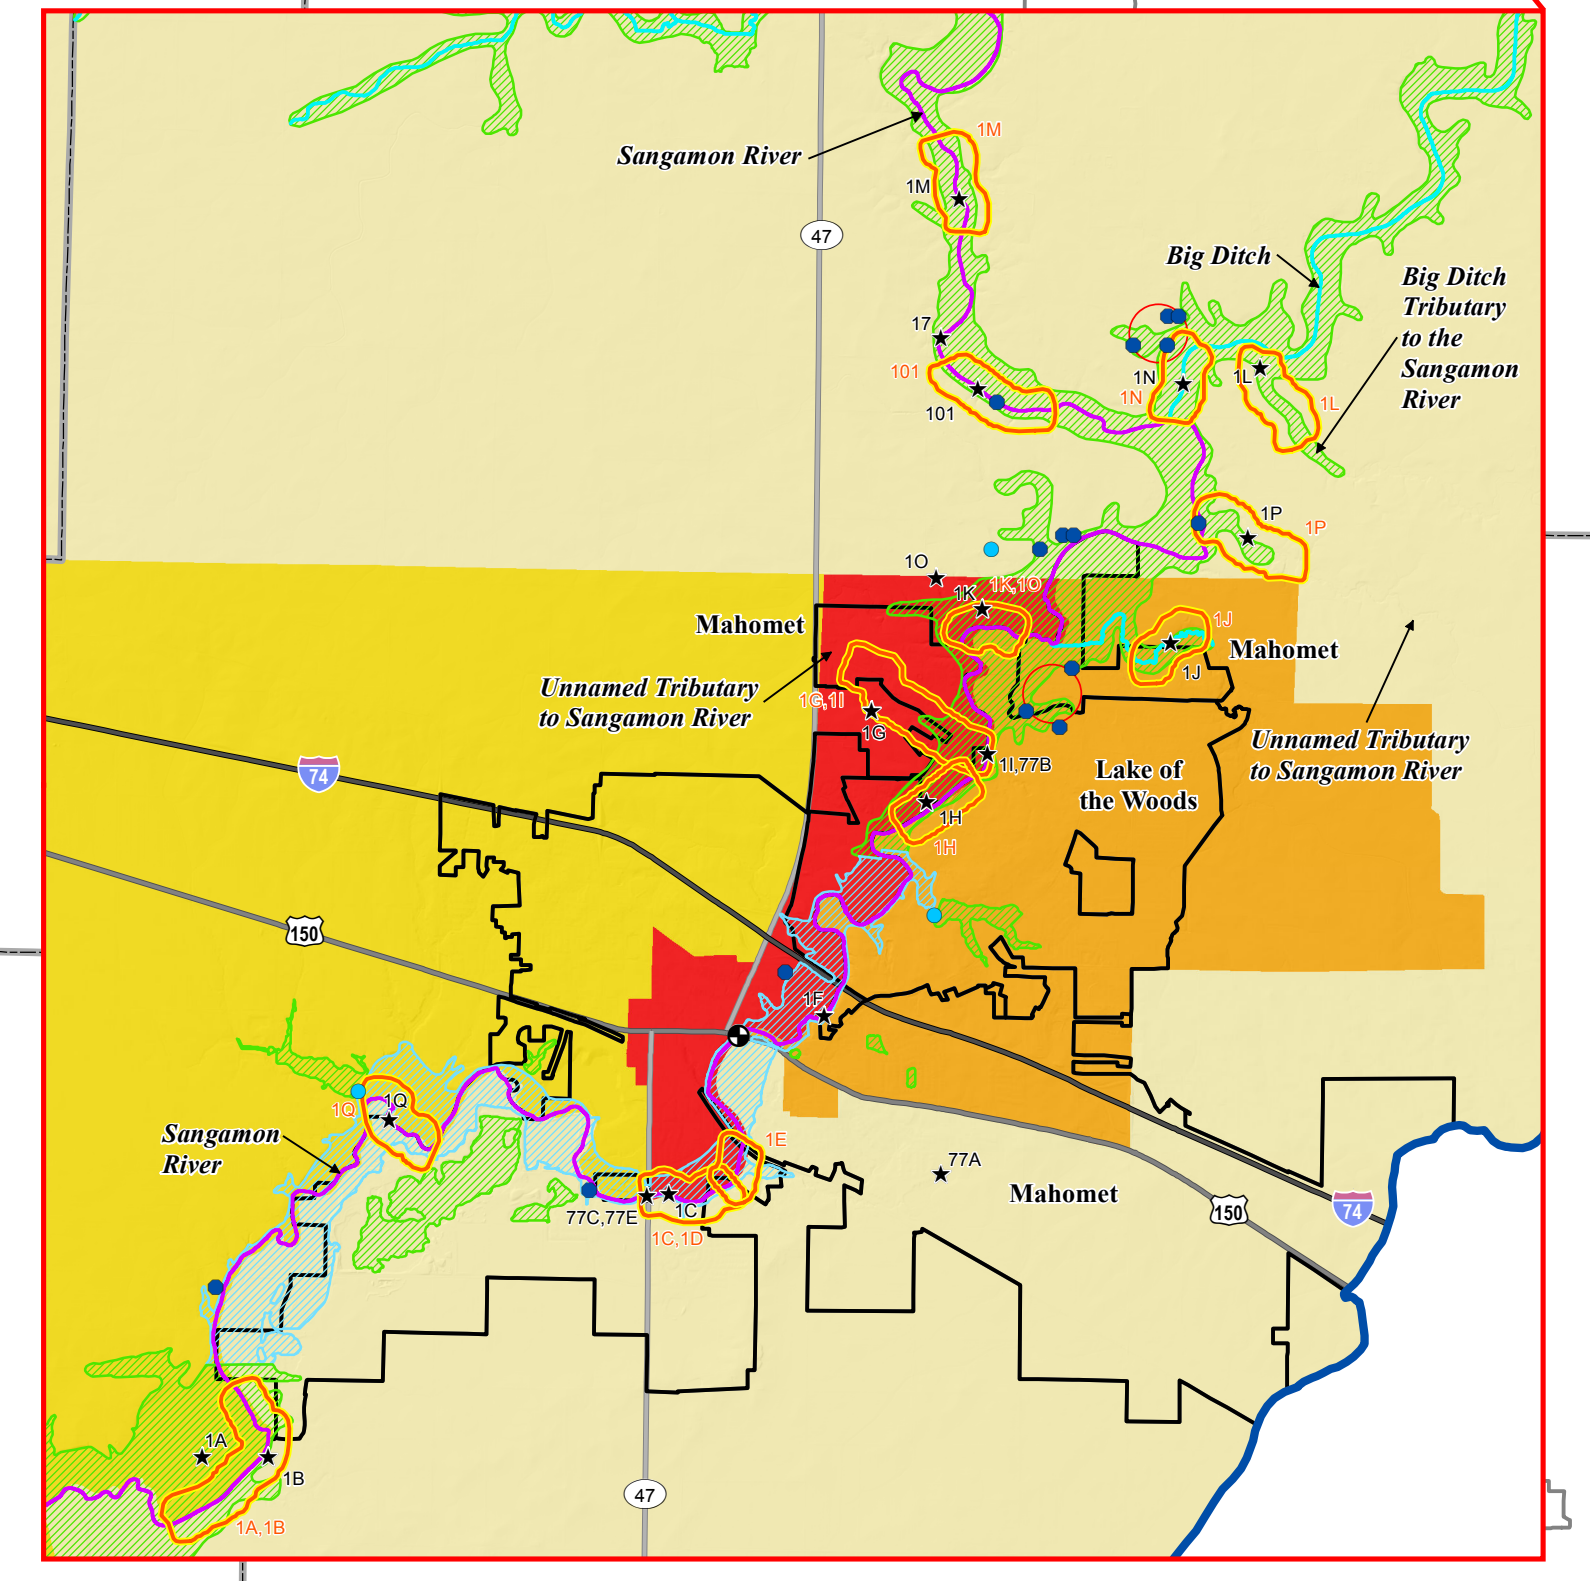 1M
Sangamon River
1M
47
Big Ditch
Big Ditch
Tributary
to the
Sangamon
River
17
101
101
1N
1N
1L
1L
1P
1P
1O
1K
1K,1O
Mahomet
1J
Mahomet
1J
Unnamed Tributary
to Sangamon River
1G,1I
1G
1I,77B
Unnamed Tributary
to Sangamon River
Lake of
the Woods
74
1H
1H
150
1F
1Q
1Q
Sangamon
River
1E
77A
Mahomet
77C,77E
1C
1C,1D
150
74
1A
1B
1A,1B
47